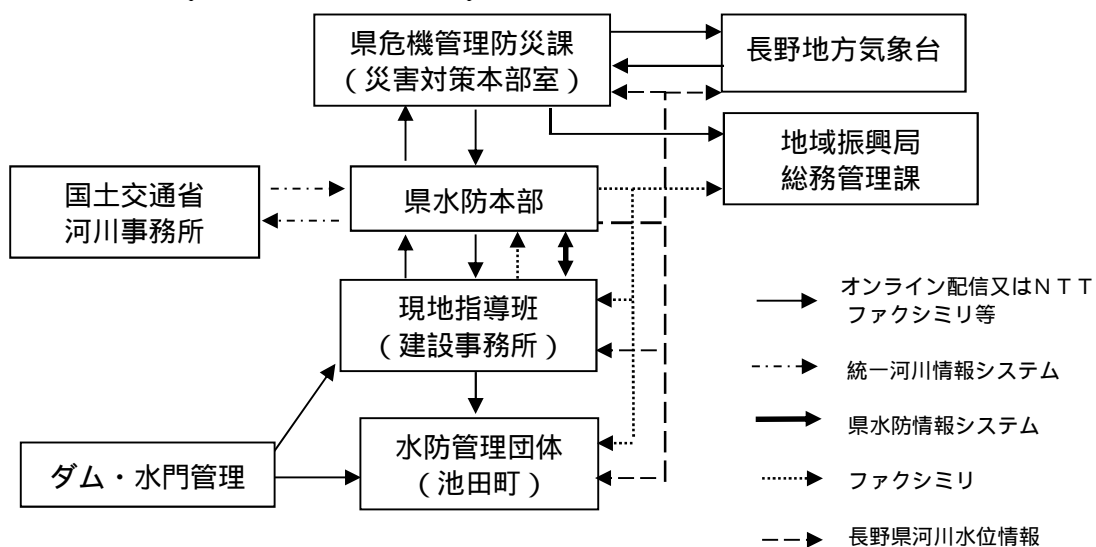 県危機管理防災課
（災害対策本部室）
長野地方気象台
地域振興局
総務管理課
国土交通省
河川事務所
県水防本部
現地指導班
（建設事務所）
水防管理団体
（池田町）
ダム・水門管理
オンライン配信又はＮＴＴ
ファクシミリ等
統一河川情報システム
県水防情報システム
ファクシミリ
長野県河川水位情報